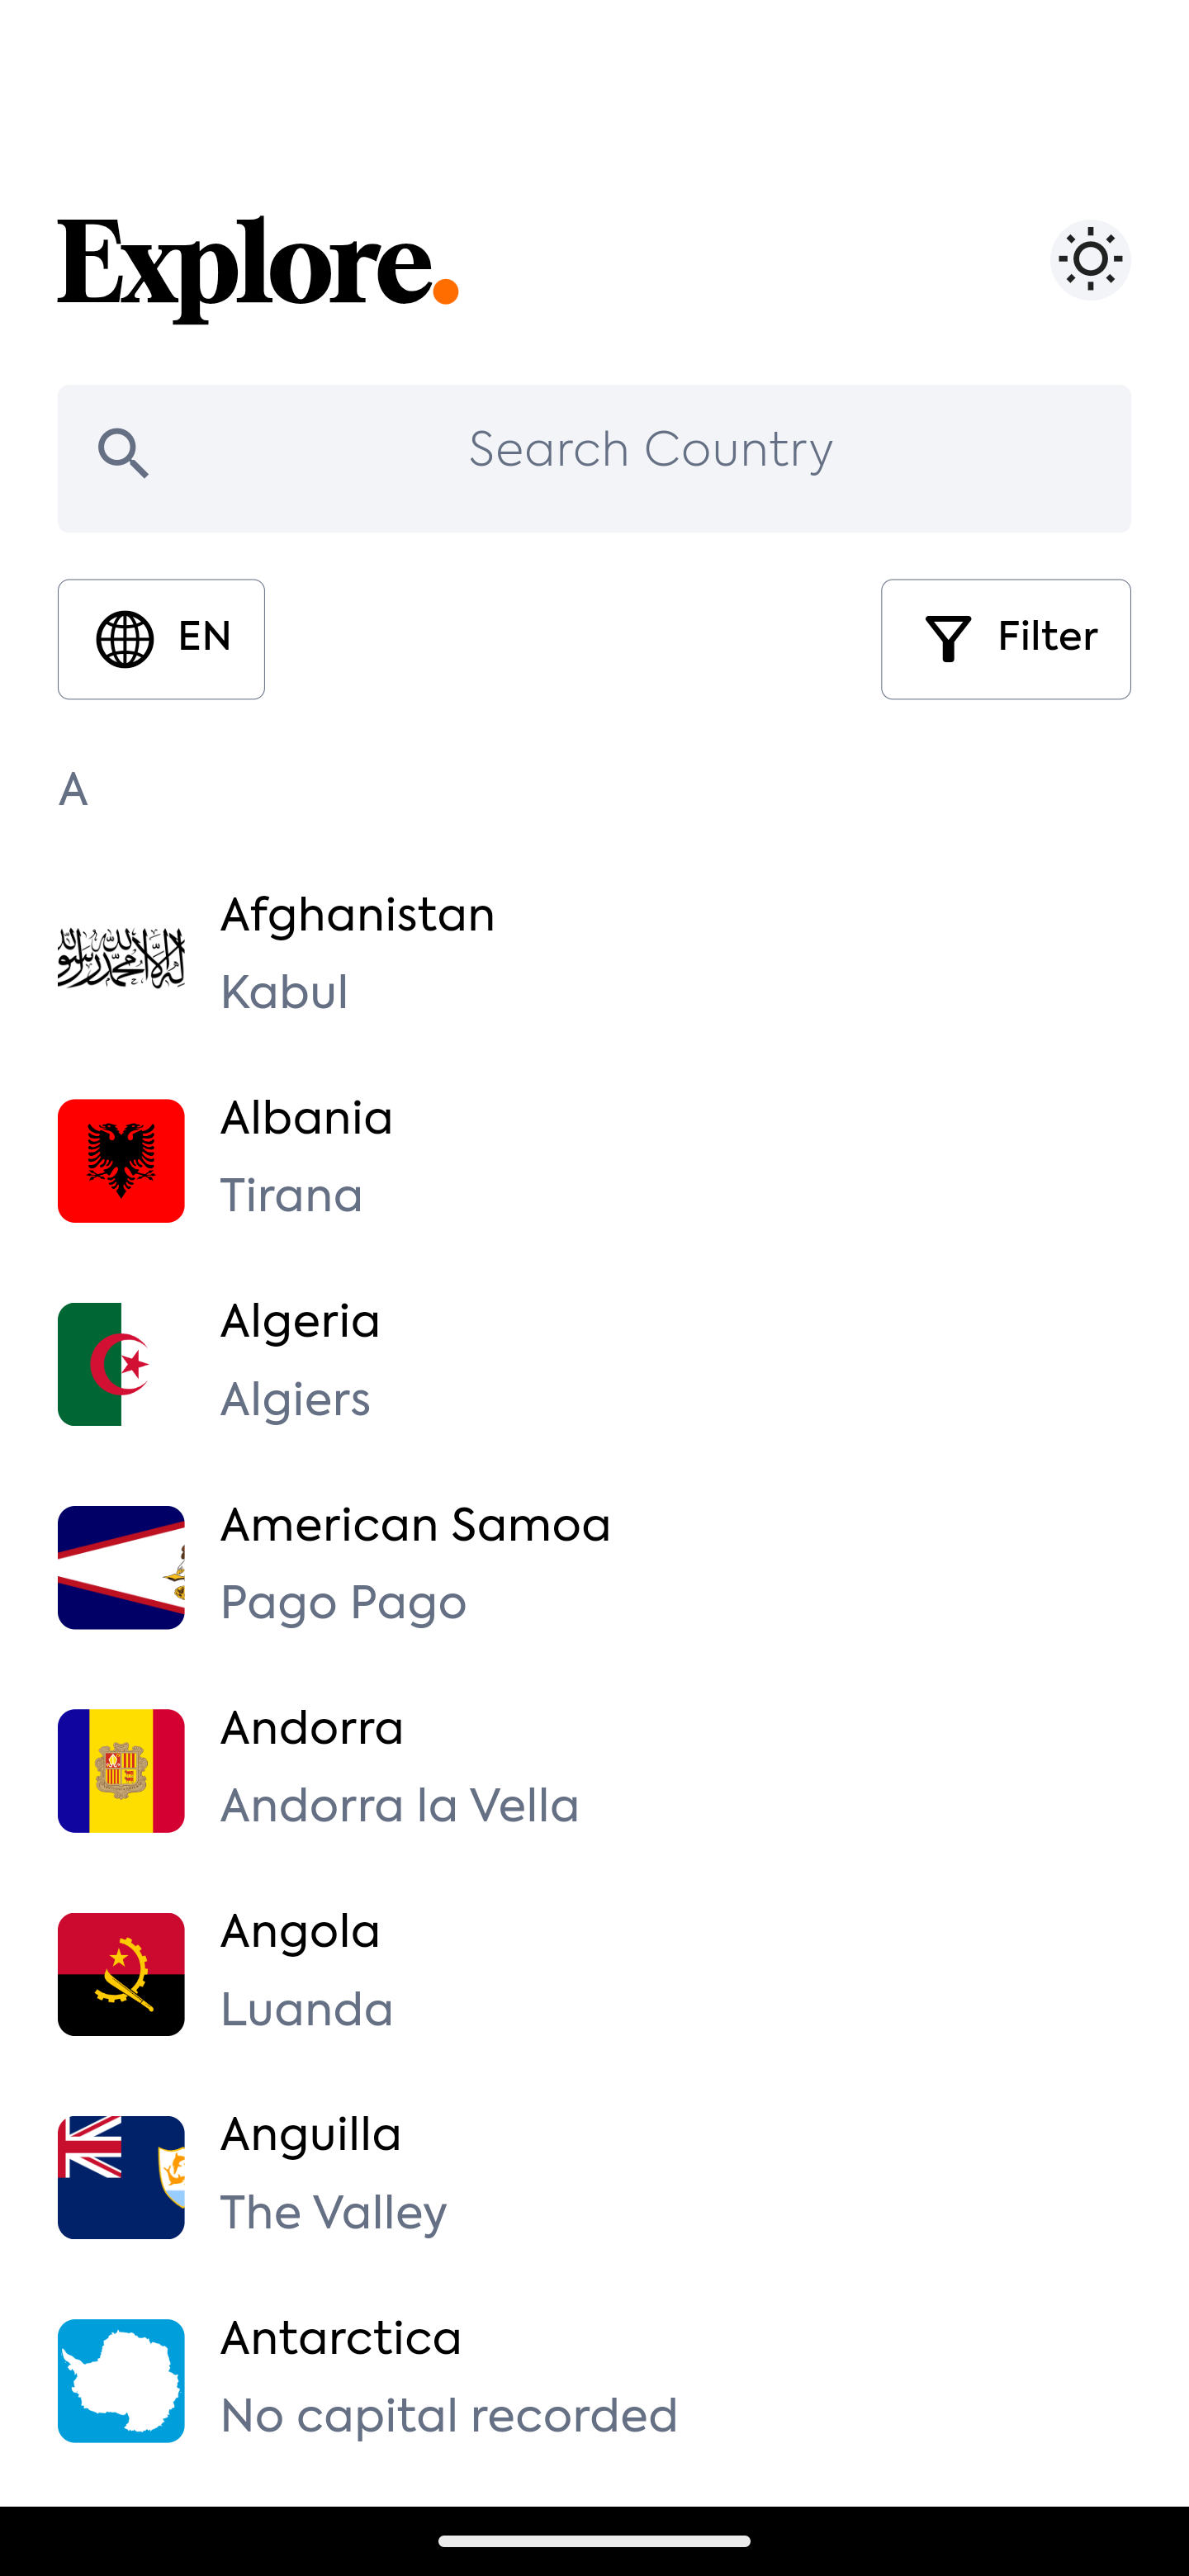 Explore.
Search Country
EN
Filter
A
Afghanistan
Kabul
Albania
Tirana
Algeria
Algiers
American Samoa
Pago Pago
Andorra
Andorra la Vella
Angola
Luanda
Anguilla
The Valley
Antarctica
No capital recorded